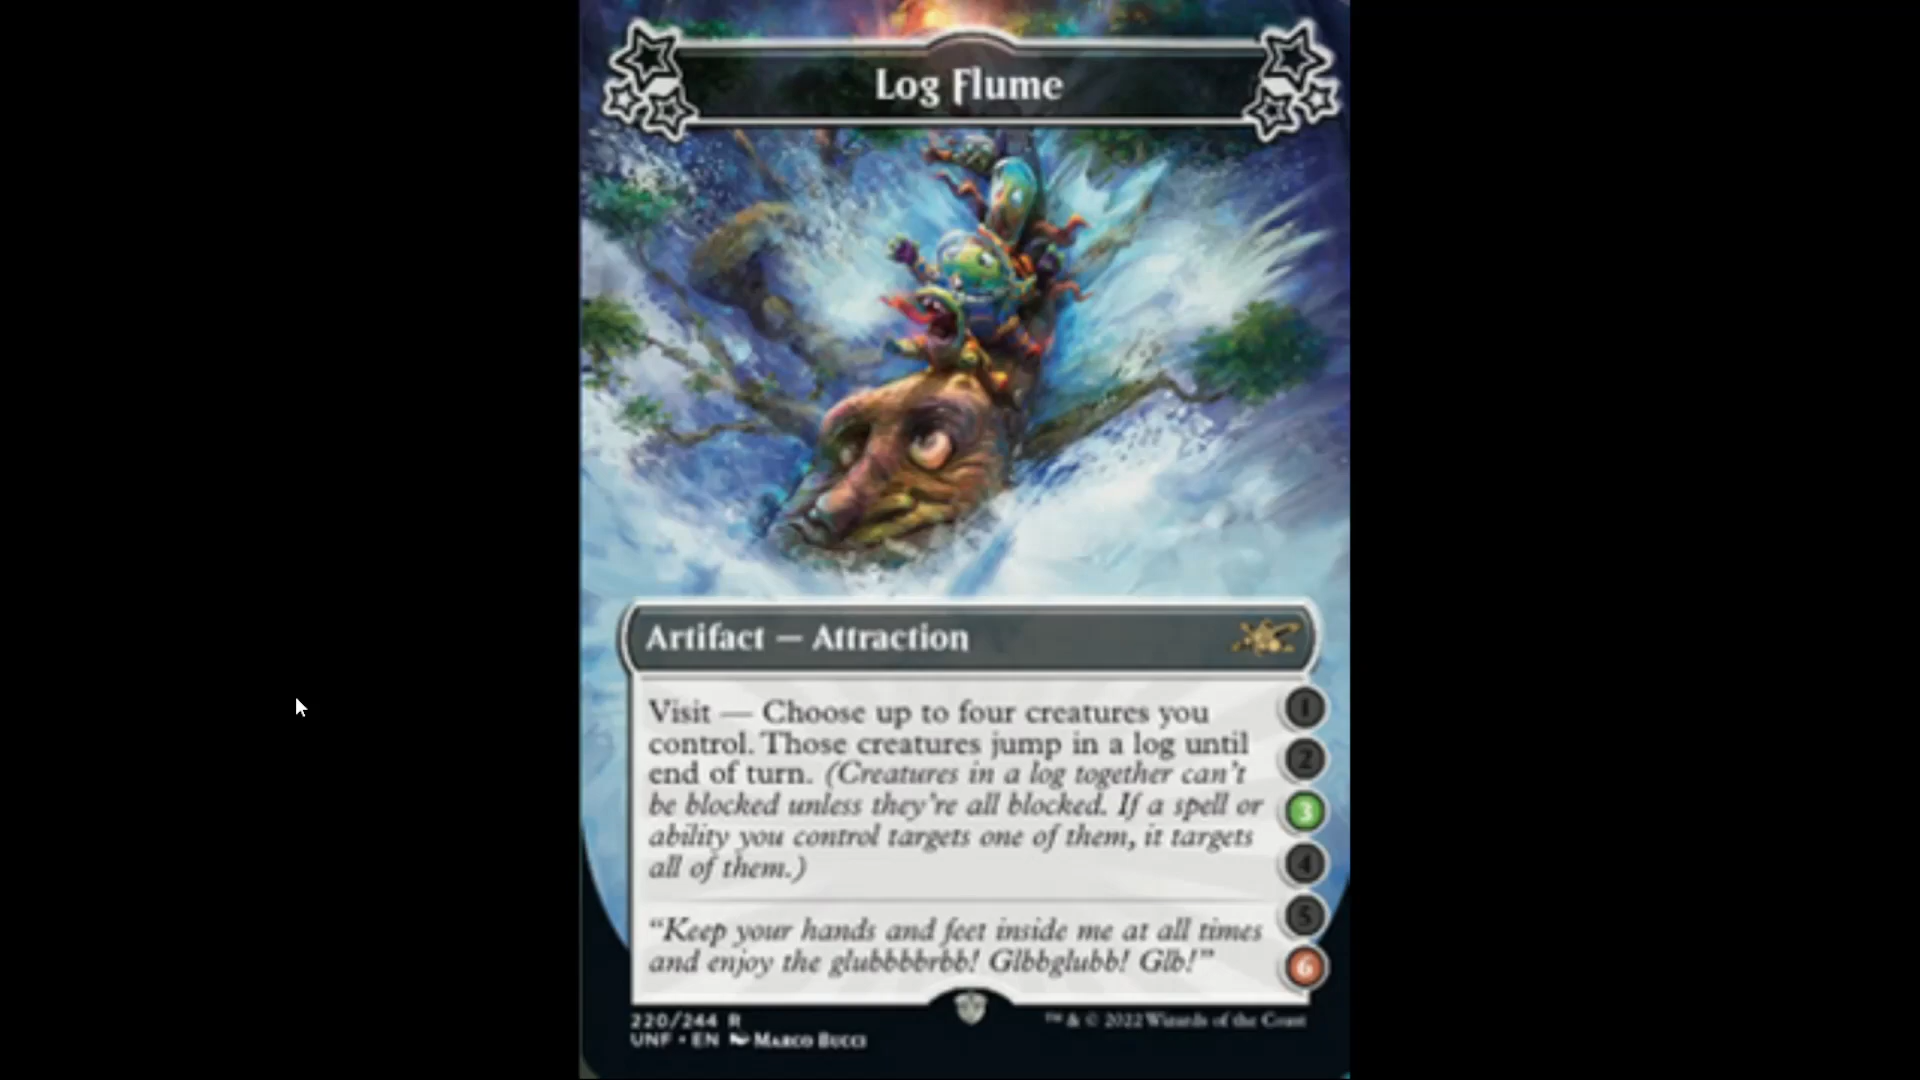 Log Flume
Artifact — Attraction
Visit — Choose up to four creatures you
control. Those creatures jump in a log until
end of turn. (Creatures in a log together can't
be blocked unless they're all blocked. If a spell or
ability you control targets one of them, it targets
all of them.)
"Keep your hands and feet inside me at all times
and enjoy the glubbbbrbb! Glbbglubb! Glb!"
1
2
3
4
5
6
220/244 R
UNF • EN Marco Bucci
™ & © 2022 Wizards of the Coast